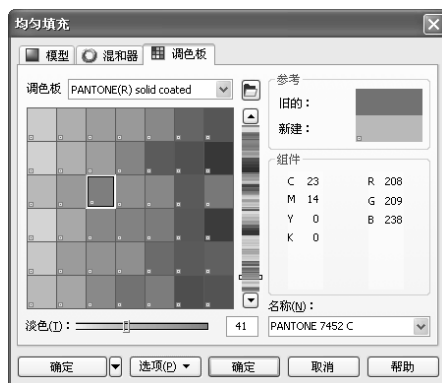 均匀填充
模型 混和器 调色板
调色板 PANTONE(R) solid coated
参考
旧的：
新建：
组件
C 23 R 208
M 14 G 209
Y 0 B 238
K 0
名称(N)：
淡色(T)： 41 PANTONE 7452 C
确定 选项(P) 确定 取消 帮助